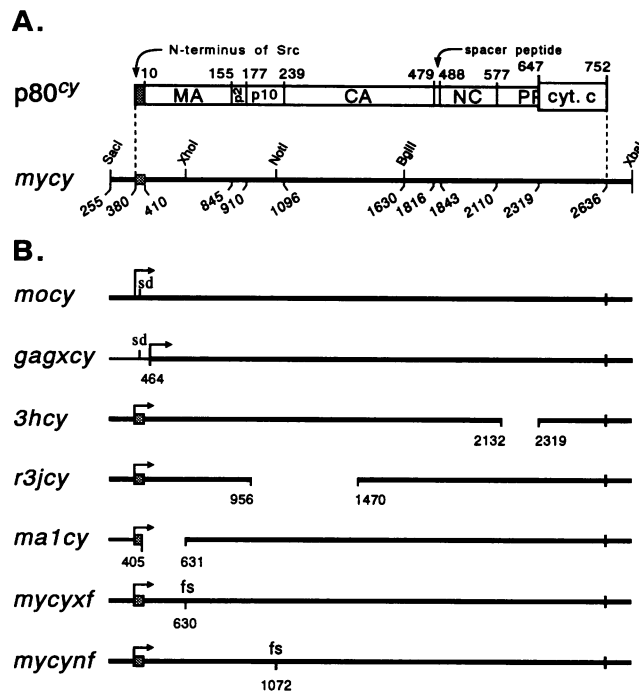 A.
N-terminus of Src
spacer peptide
10 155 177 239 479 488 577 647 752
p80cy MA p2 p10 CA NC PR cyt. c
SacI XhoI NotI BglII XbaI
mycy
255 380 410 845 910 1096 1630 1816 1843 2110 2319 2636
B.
mocy sd
gagxcy sd
464
3hcy
2132 2319
r3jcy
956 1470
ma1cy
405 631
mycyxf fs
630
mycynf fs
1072